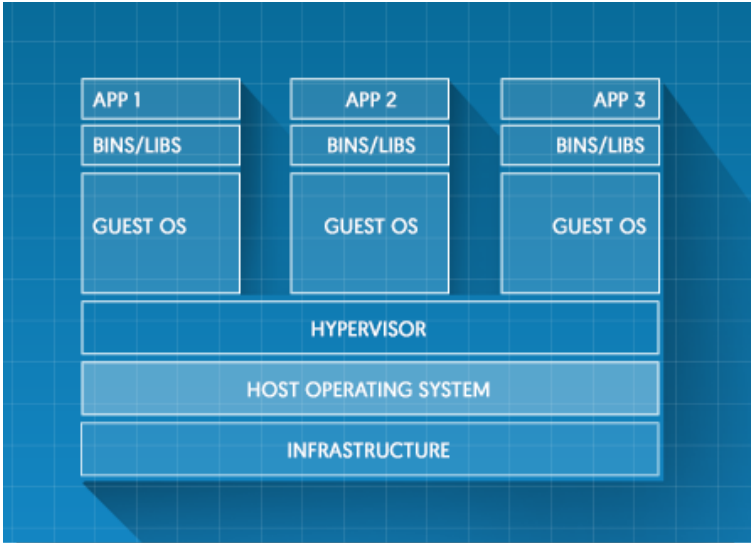 APP 1
APP 2
APP 3
BINS/LIBS
BINS/LIBS
BINS/LIBS
GUEST OS
GUEST OS
GUEST OS
HYPERVISOR
HOST OPERATING SYSTEM
INFRASTRUCTURE